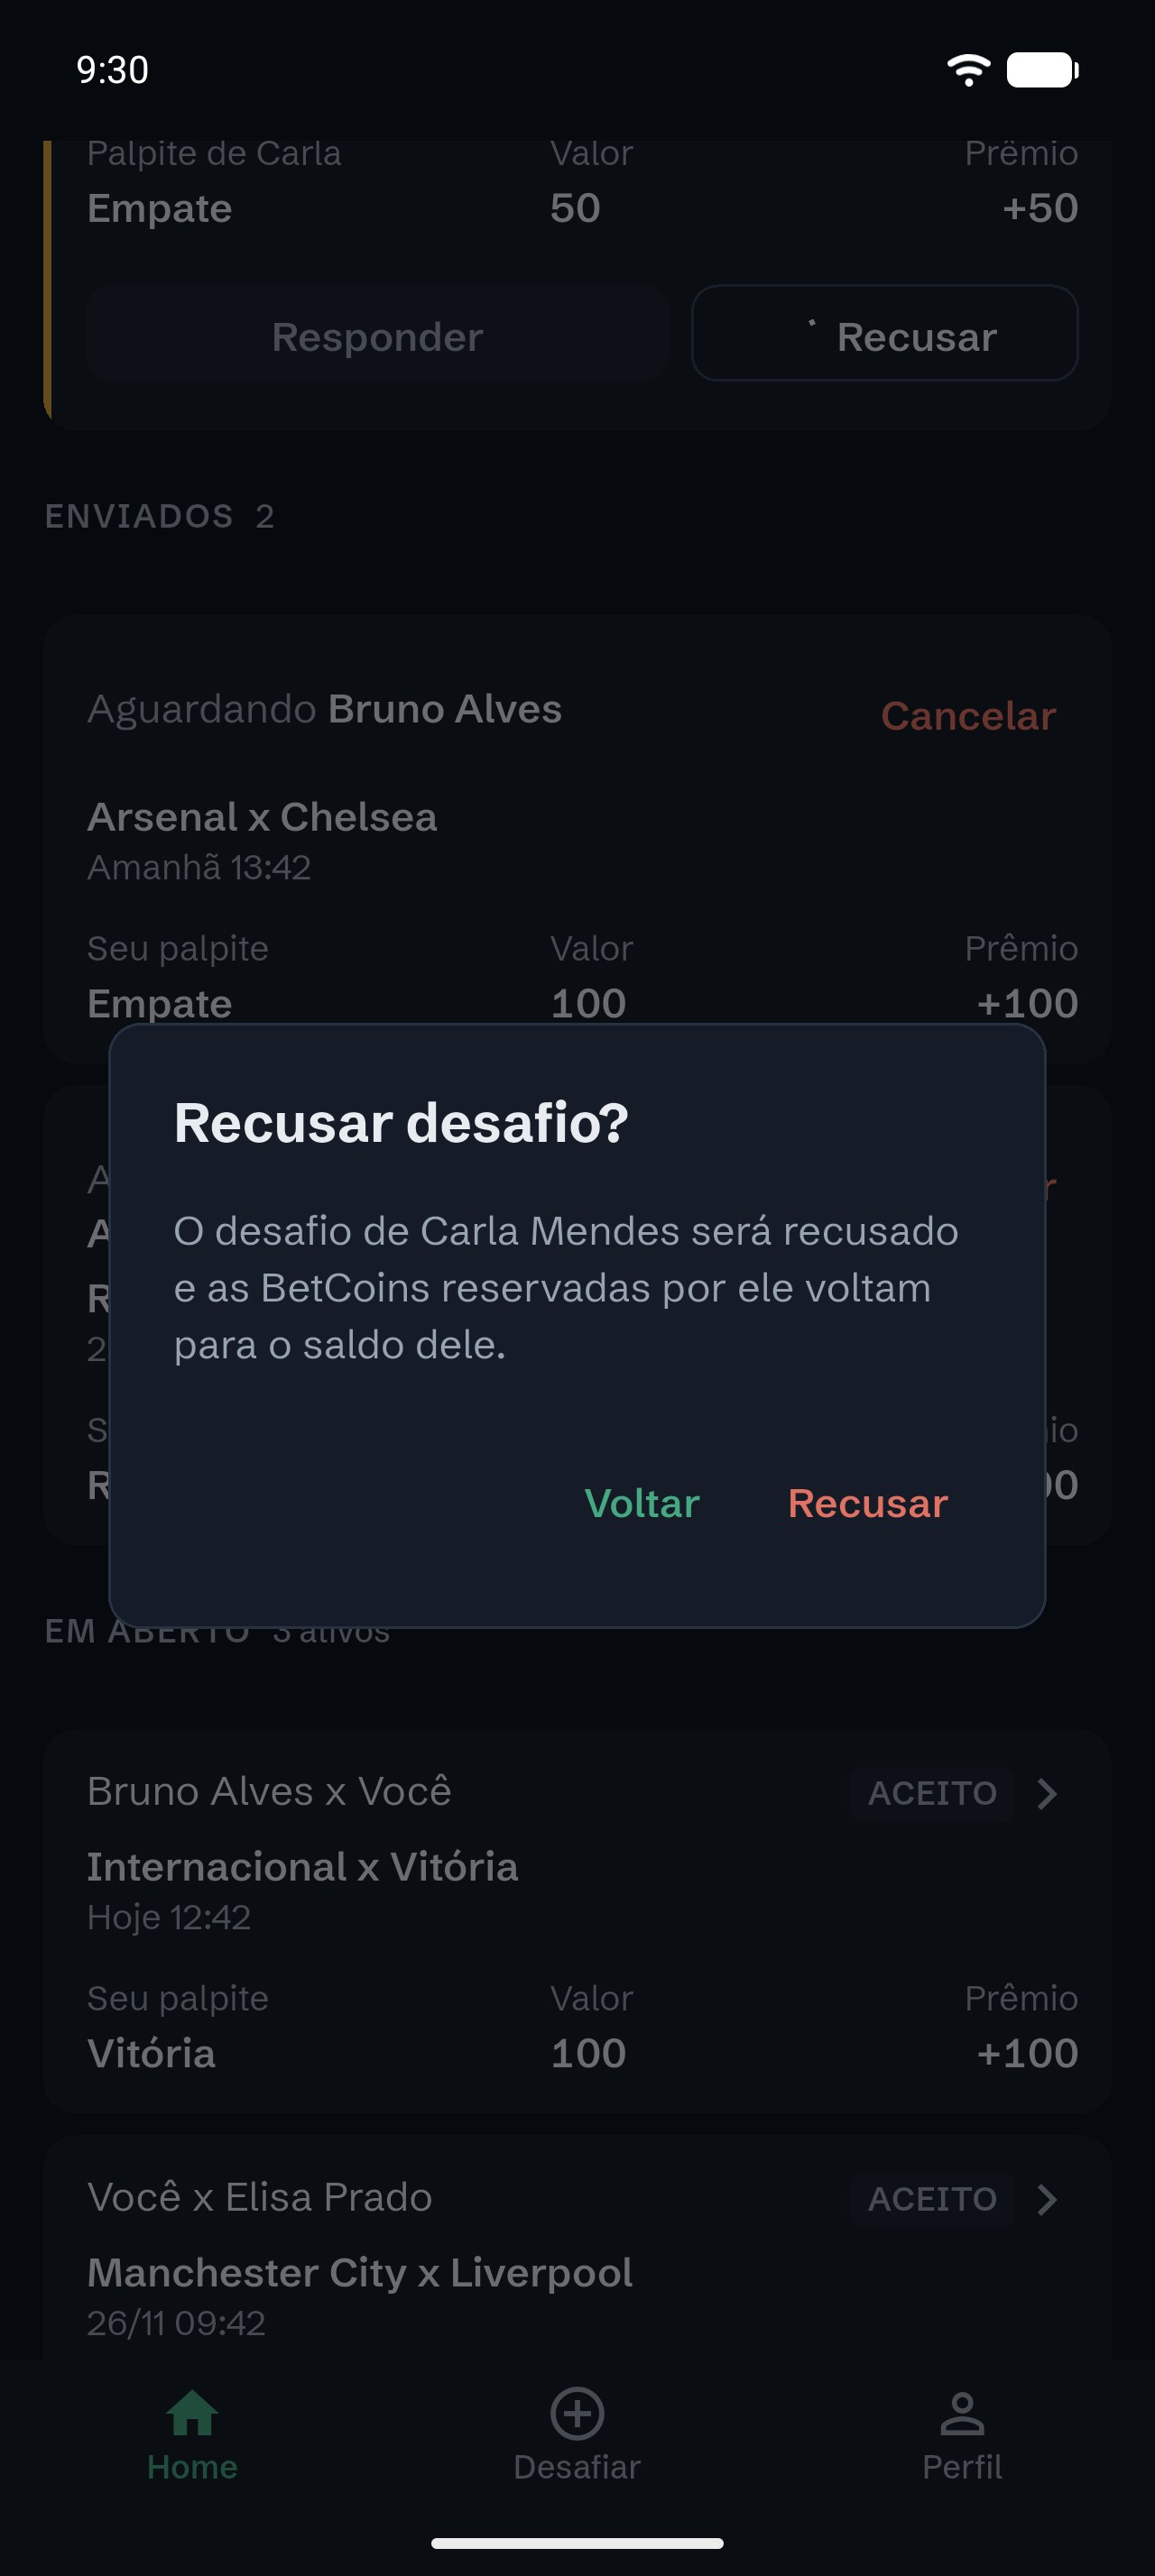 9:30
Palpite de Carla Valor Prêmio
Empate 50 +50
Responder Recusar
ENVIADOS 2
Aguardando Bruno Alves Cancelar
Arsenal x Chelsea
Amanhã 13:42
Seu palpite Valor Prêmio
Empate 100 +100
Recusar desafio?
O desafio de Carla Mendes será recusado
e as BetCoins reservadas por ele voltam
para o saldo dele.
Voltar Recusar
EM ABERTO 3 ativos
Bruno Alves x Você ACEITO
Internacional x Vitória
Hoje 12:42
Seu palpite Valor Prêmio
Vitória 100 +100
Você x Elisa Prado ACEITO
Manchester City x Liverpool
26/11 09:42
Home Desafiar Perfil